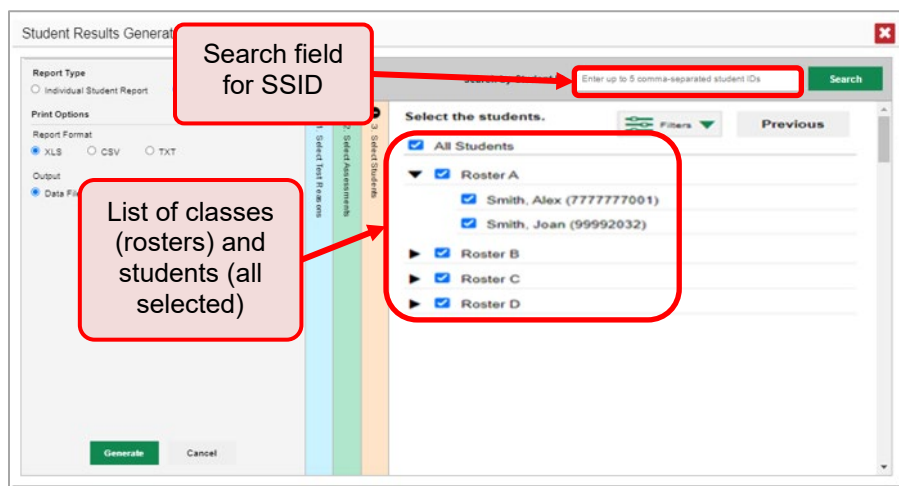 Student Results Generat
Search field
for SSID
Report Type
Individual Student Report
Enter up to 5 comma-separated student IDs
Search
Print Options
Report Format
XLS
CSV
TXT
Output
Data File
List of classes
(rosters) and
students (all
selected)
1. Select Test Reasons
2. Select Assessments
3. Select Students
Select the students.
Filters
Previous
All Students
Roster A
Smith, Alex (7777777001)
Smith, Joan (99992032)
Roster B
Roster C
Roster D
Generate
Cancel